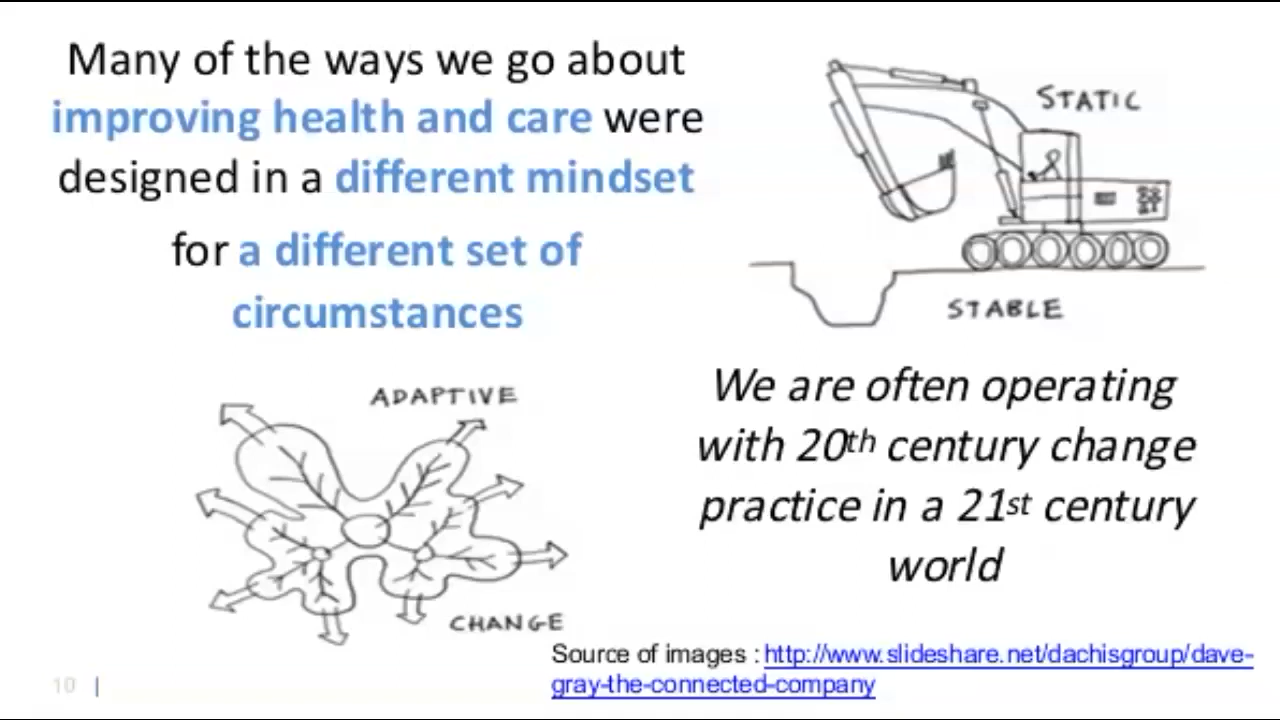 Many of the ways we go about
improving health and care were
designed in a different mindset
for a different set of
circumstances
STATIC
STABLE
ADAPTIVE
CHANGE
We are often operating
with 20th century change
practice in a 21st century
world
Source of images : http://www.slideshare.net/dachisgroup/dave-
gray-the-connected-company
10 |